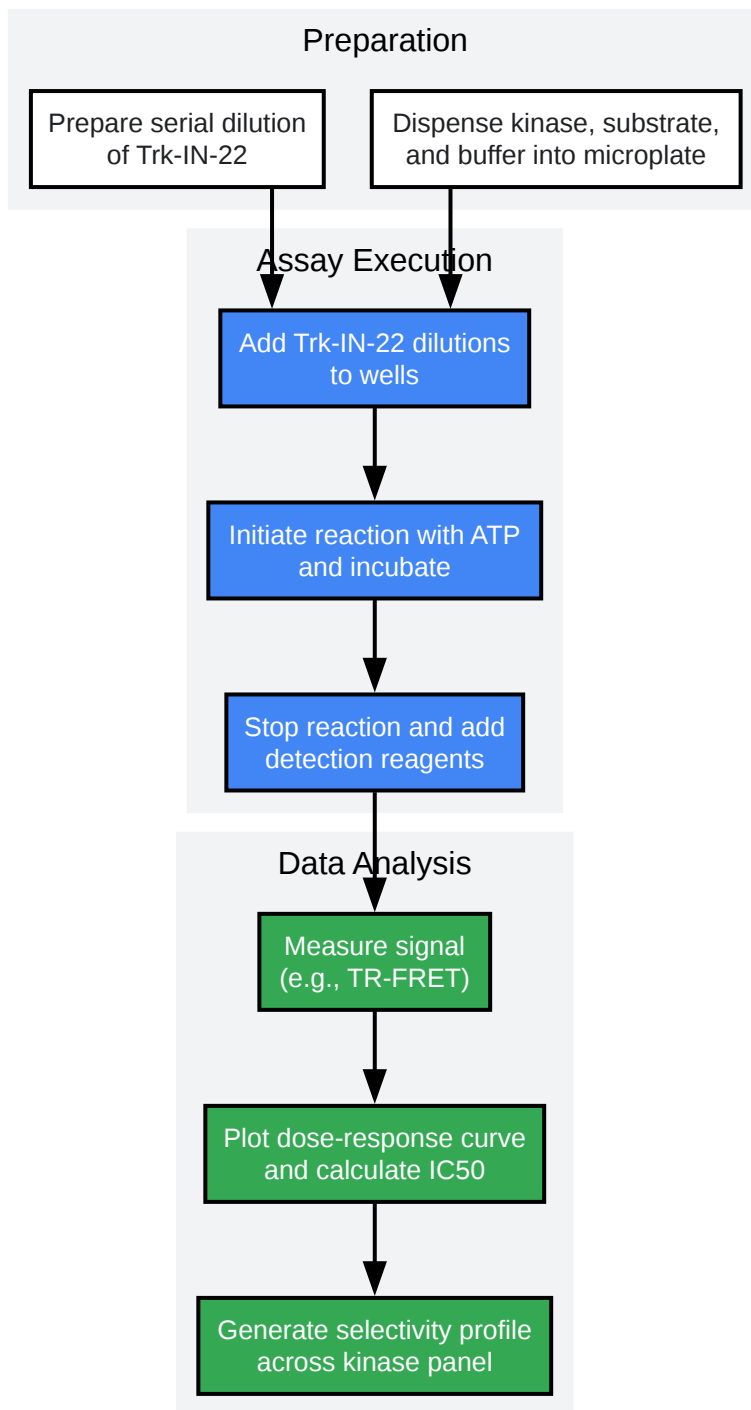 Preparation
Prepare serial dilution
of Trk-IN-22
Dispense kinase, substrate,
and buffer into microplate
Assay Execution
Add Trk-IN-22 dilutions
to wells
Initiate reaction with ATP
and incubate
Stop reaction and add
detection reagents
Data Analysis
Measure signal
(e.g., TR-FRET)
Plot dose-response curve
and calculate IC50
Generate selectivity profile
across kinase panel